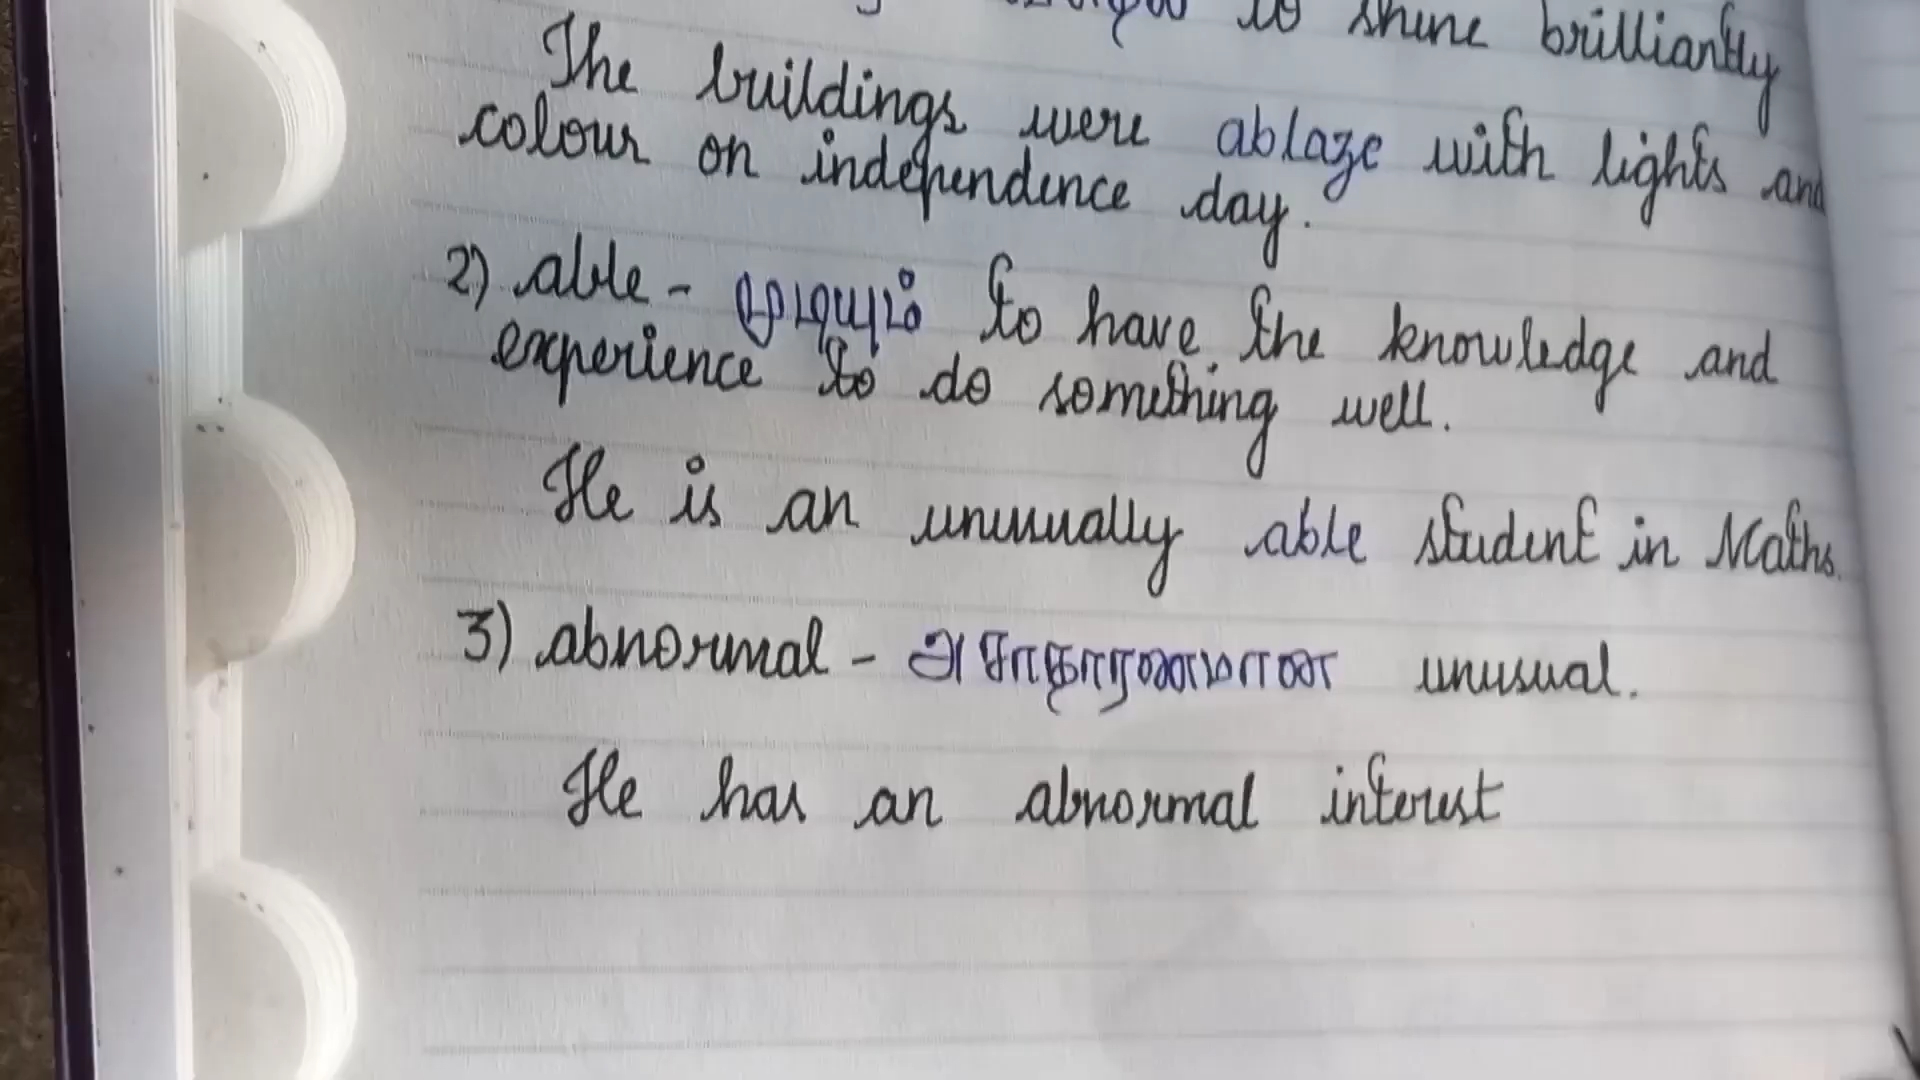 to shine brilliantly
The buildings were ablaze with lights and
colour on independence day.
2) able - முடியும் to have the knowledge and
experience to do something well.
He is an unusually able student in Maths.
3) abnormal - அசாதாரணமான unusual.
He has an abnormal interest